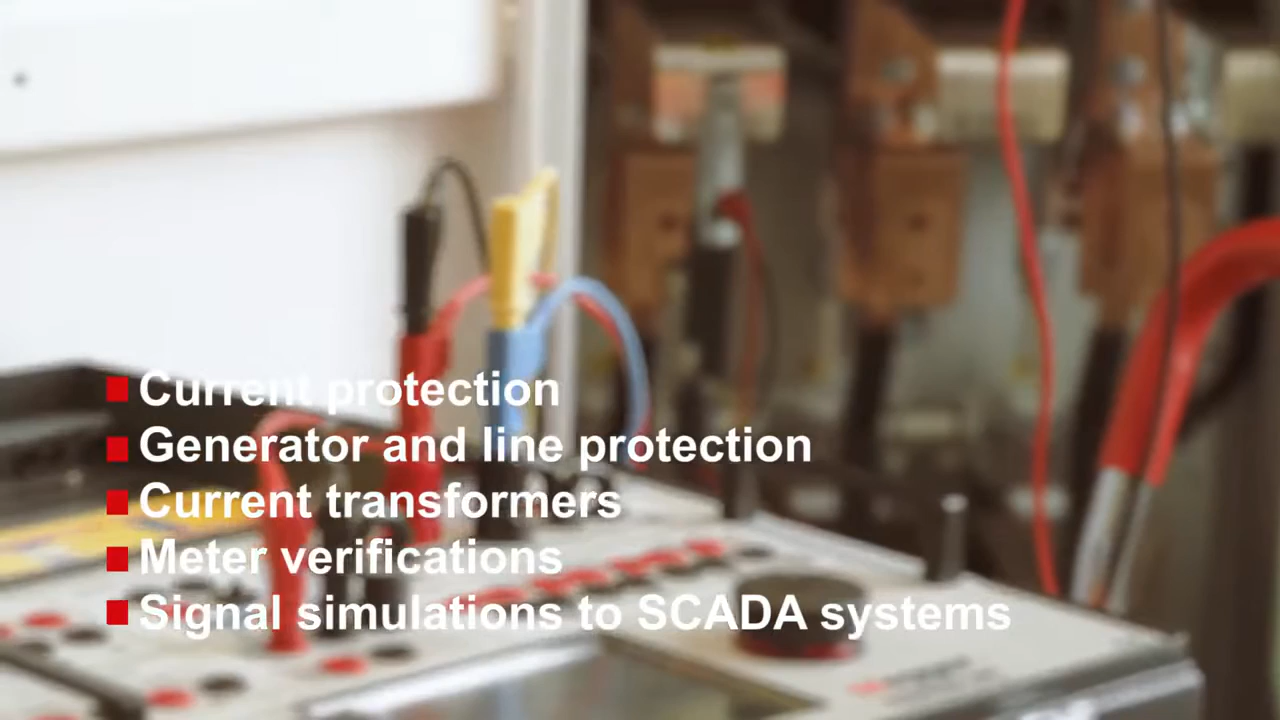 Current protection
Generator and line protection
Current transformers
Meter verifications
Signal simulations to SCADA systems